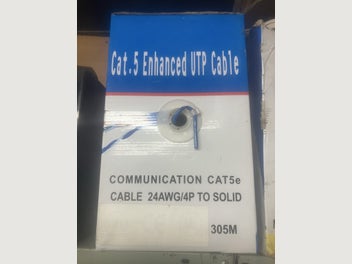 Cat.5 Enhanced UTP Cable
COMMUNICATION CAT5e
CABLE 24AWG/4P TO SOLID
305M